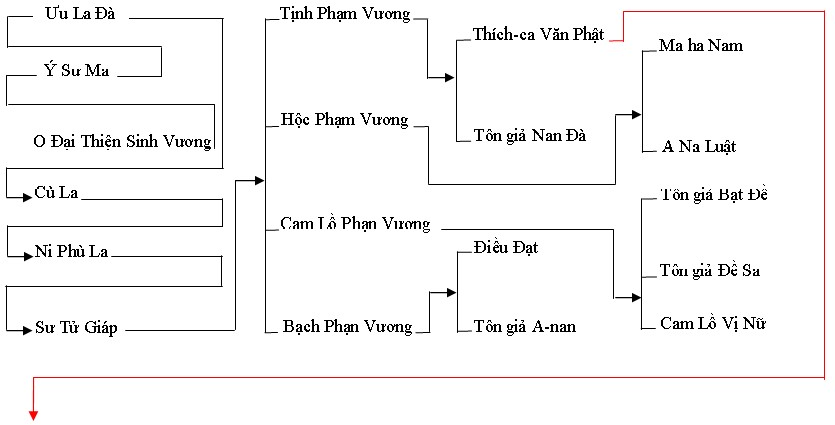 Ưu La Đà
Ý Sư Ma
O Đại Thiện Sinh Vương
Cù La
Ni Phù La
Sư Tử Giáp
Tịnh Phạm Vương
Hộc Phạm Vương
Cam Lồ Phạn Vương
Bạch Phạn Vương
Thích-ca Văn Phật
Tôn giả Nan Đà
Điều Đạt
Tôn giả A-nan
Ma ha Nam
A Na Luật
Tôn giả Bạt Đề
Tôn giả Đề Sa
Cam Lồ Vị Nữ